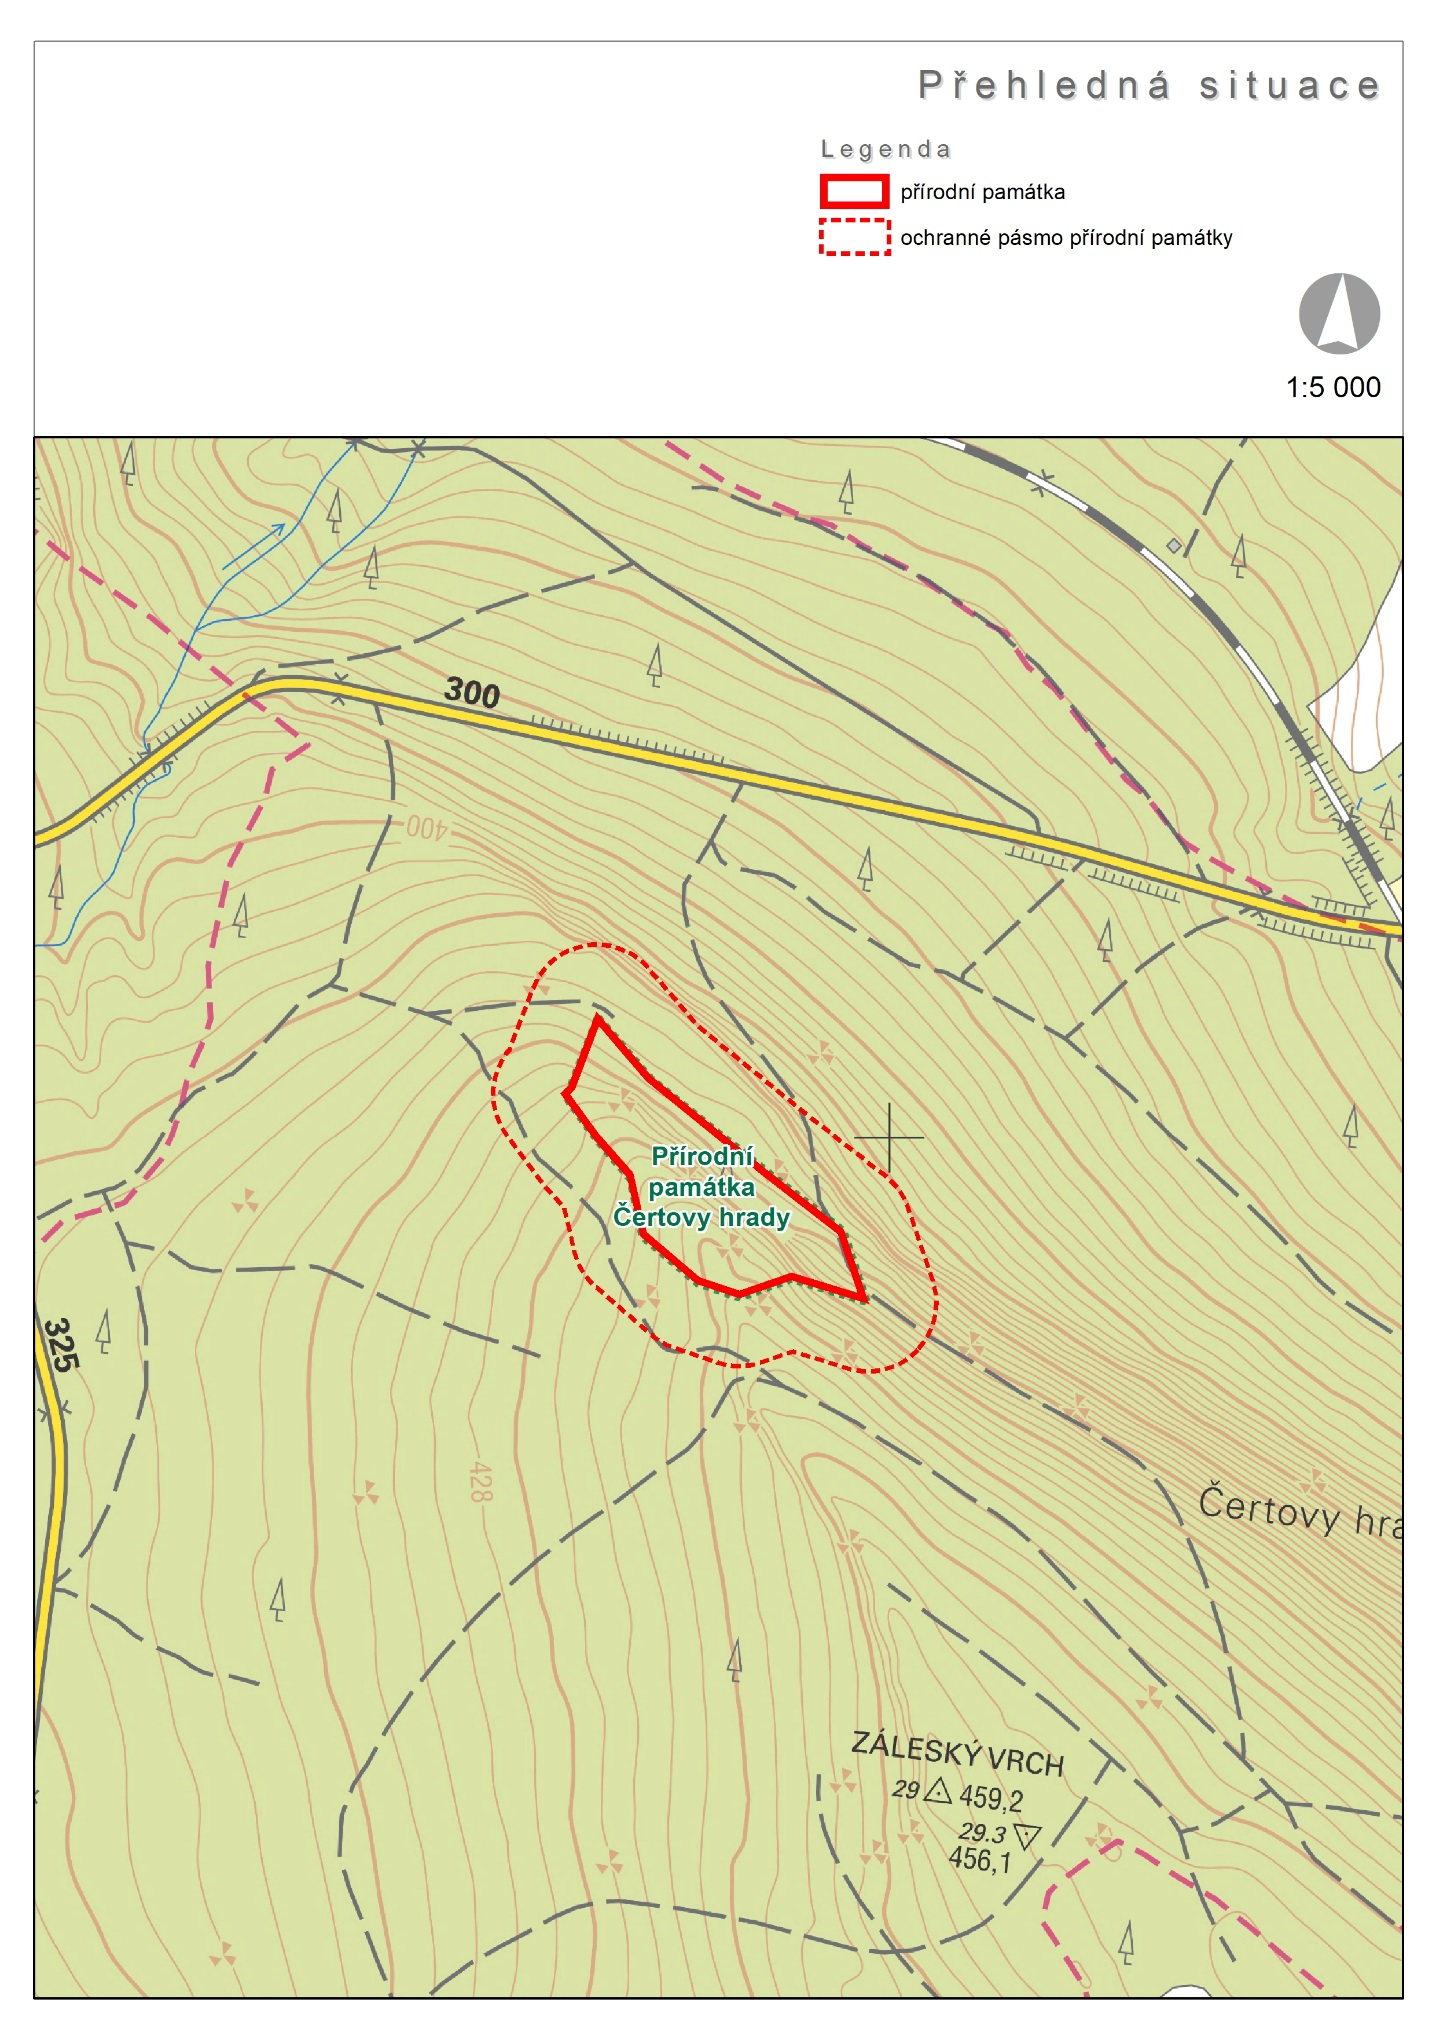 Přehledná situace
Legenda
přírodní památka
ochranné pásmo přírodní památky
1:5 000
300
400
Přírodní
památka
Čertovy hrady
325
428
Čertovy hra
ZÁLESKÝ VRCH
29 459,2
29.3
456,1